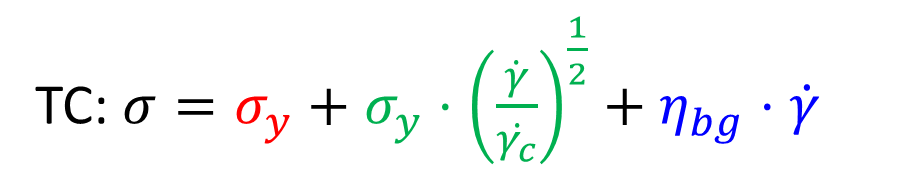 TC: σ = σ_y + σ_y · (γ̇/γ̇_c)^(1/2) + η_bg · γ̇